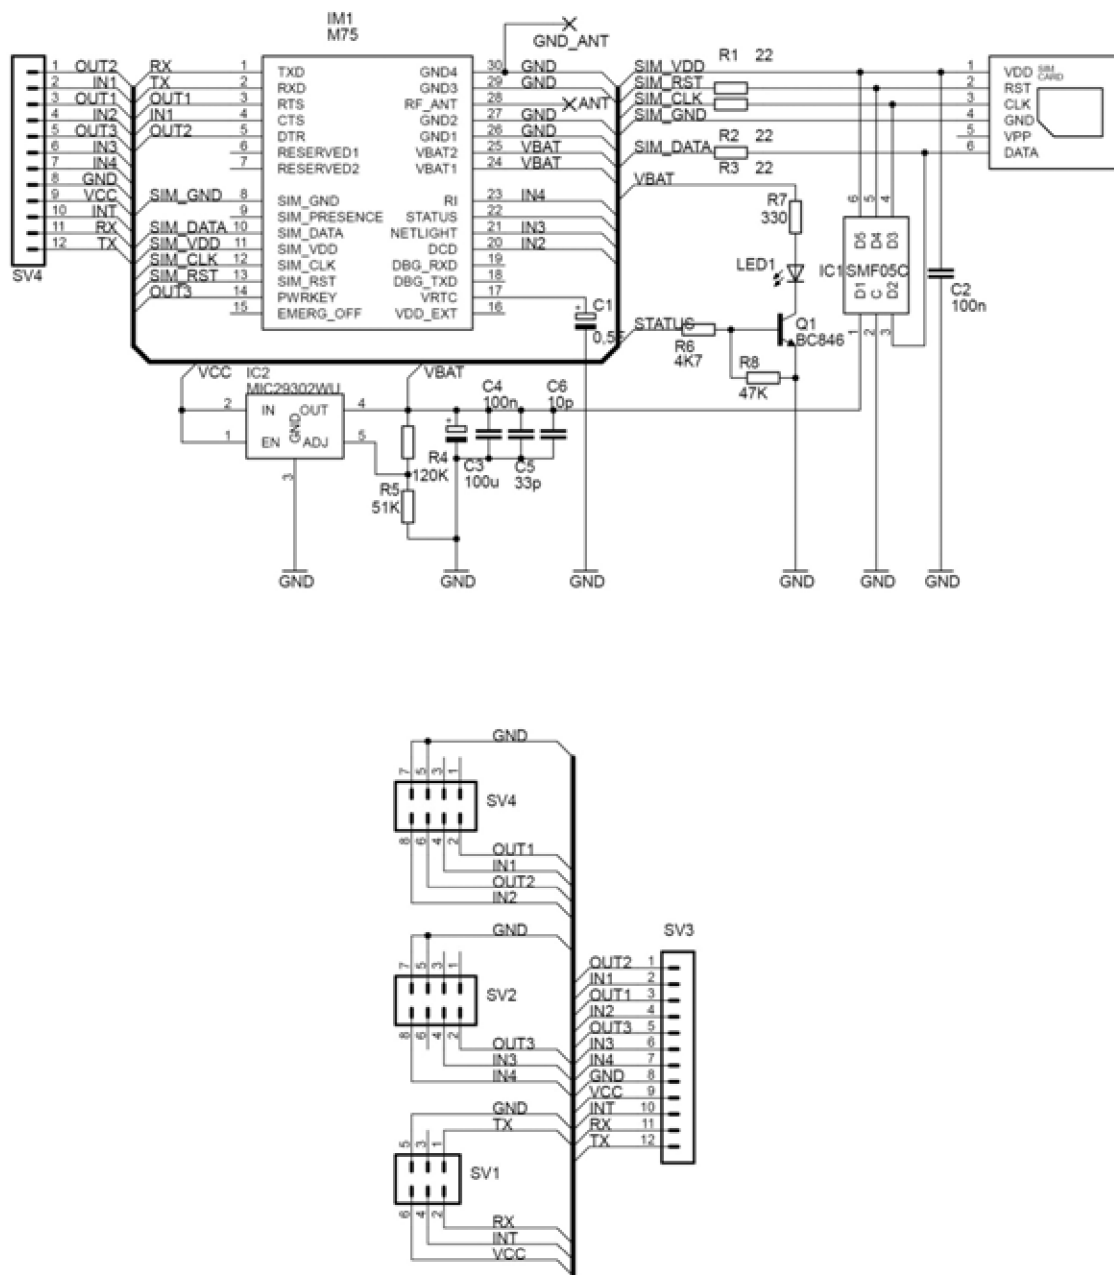 IM1
M75
GND_ANT
R1 22
1 OUT2 RX 1 TXD GND4 30 GND SIM_VDD 1 VDD SIM CARD
2 IN1 TX 2 RXD GND3 29 GND SIM_RST 2 RST
3 OUT1 OUT1 3 RTS RF_ANT 28 ANT SIM_CLK 3 CLK
4 IN2 IN1 4 CTS GND2 27 GND SIM_GND 4 GND
5 OUT3 OUT2 5 DTR GND1 26 GND R2 22 5 VPP
6 IN3 6 RESERVED1 VBAT2 25 VBAT SIM_DATA 6 DATA
7 IN4 7 RESERVED2 VBAT1 24 VBAT R3 22
8 GND VBAT
9 VCC SIM_GND 8 SIM_GND RI 23 IN4 R7 6 5 4
10 INT 9 SIM_PRESENCE STATUS 22 330
11 RX SIM_DATA 10 SIM_DATA NETLIGHT 21 IN3 D5 D4 D3
12 TX SIM_VDD 11 SIM_VDD DCD 20 IN2
SV4 SIM_CLK 12 SIM_CLK DBG_RXD 19 LED1 IC1 SMF05C
SIM_RST 13 SIM_RST DBG_TXD 18 D1 C D2 C2
OUT3 14 PWRKEY VRTC 17 C1 100n
15 EMERG_OFF VDD_EXT 16 + STATUS Q1 1 2 3
0,5F R6 BC846
4K7 R8
VCC IC2 VBAT 47K
MIC29302WU C4 C6
2 IN OUT 4 100n 10p
1 EN GND ADJ 5 +
R4 C3 C5
120K 100u 33p
3 R5
51K
GND GND GND GND GND GND
GND
7 5 3 1
SV4
8 6 4 2
OUT1
IN1
OUT2
IN2
GND SV3
7 5 3 1
OUT2 1
SV2 IN1 2
OUT1 3
8 6 4 2 IN2 4
OUT3 OUT3 5
IN3 IN3 6
IN4 IN4 7
GND 8
GND VCC 9
TX INT 10
5 3 1 RX 11
TX 12
SV1
6 4 2
RX
INT
VCC